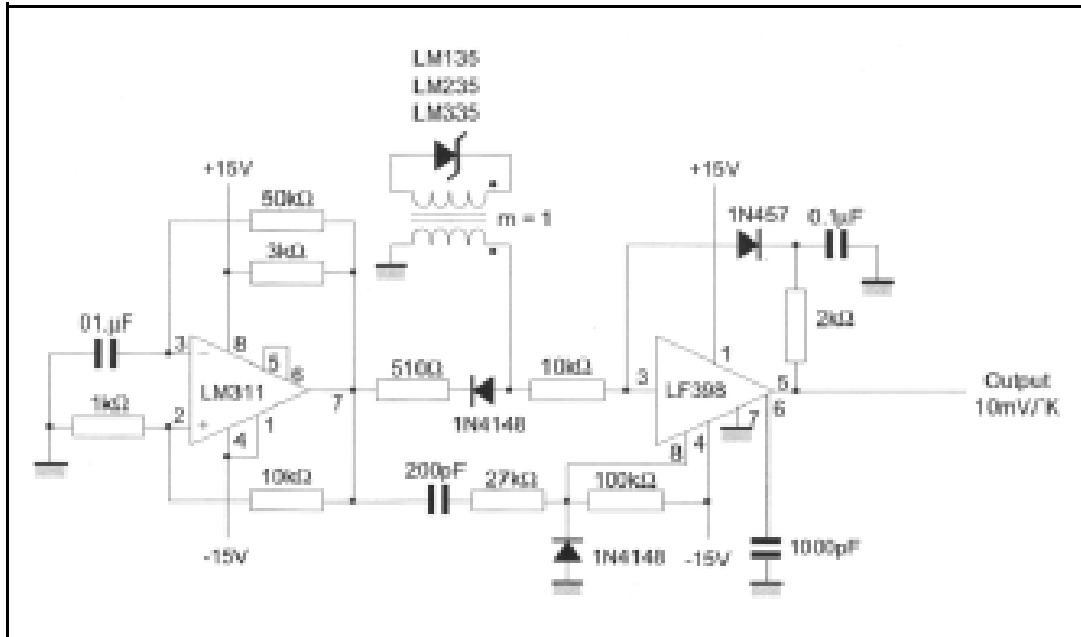 LM135
LM235
LM335
+15V
+15V
50kΩ
m = 1
1N457
0.1µF
3kΩ
2kΩ
01.µF
3
8
5
6
LM311
7
510Ω
1N4148
10kΩ
3
1
LF398
5
6
7
Output
10mV/°K
1kΩ
2
4
1
8
4
10kΩ
200pF
27kΩ
100kΩ
-15V
1N4148
-15V
1000pF